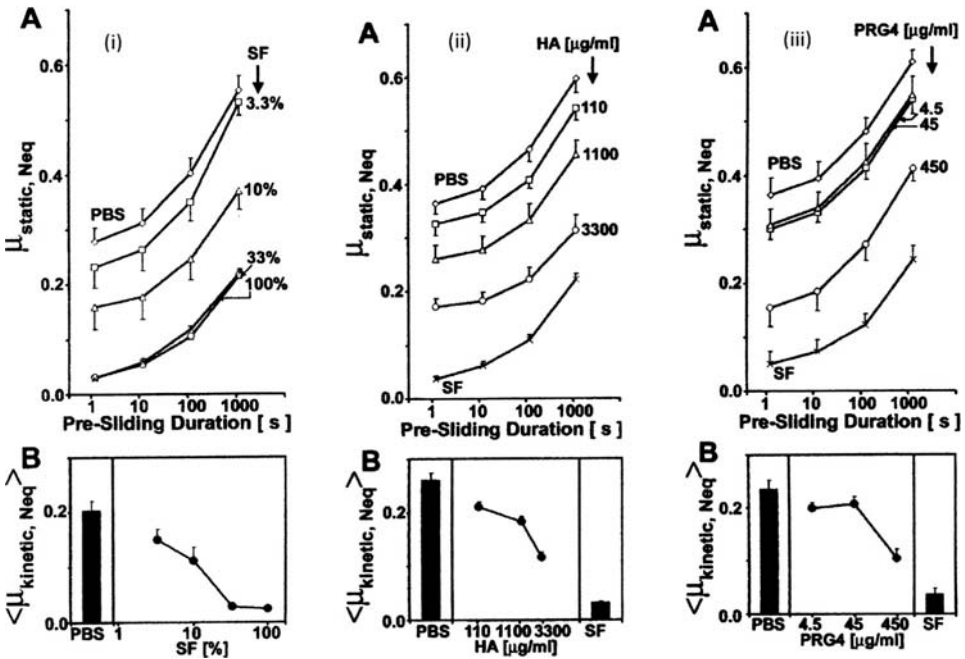 A
(i)
SF
0.6
3.3%
0.4
10%
PBS
0.2
33%
100%
0.0
μstatic, Neq
1 10 100 1000
Pre-Sliding Duration [ s ]
A
(ii)
HA [μg/ml]
0.6
110
1100
0.4
PBS
3300
0.2
SF
0.0
μstatic, Neq
1 10 100 1000
Pre-Sliding Duration [ s ]
A
(iii)
PRG4 [μg/ml]
0.6
4.5
45
PBS
0.4
450
0.2
SF
0.0
μstatic, Neq
1 10 100 1000
Pre-Sliding Duration [ s ]
B
<μkinetic, Neq>
0.2
0.0
PBS 1 10 100
SF [%]
B
<μkinetic, Neq>
0.2
0.0
PBS 110 1100 3300 SF
HA [μg/ml]
B
<μkinetic, Neq>
0.2
0.0
PBS 4.5 45 450 SF
PRG4 [μg/ml]